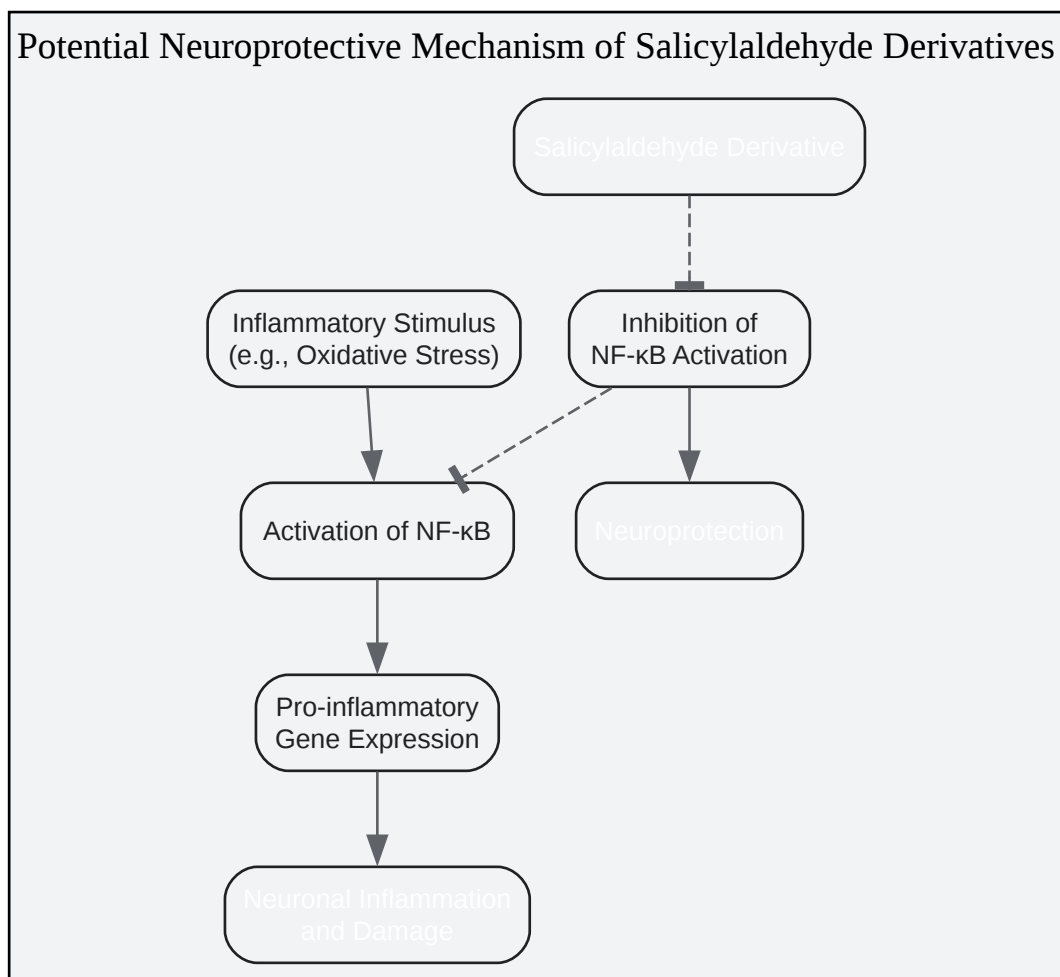 Potential Neuroprotective Mechanism of Salicylaldehyde Derivatives
Salicylaldehyde Derivative
Inflammatory Stimulus
(e.g., Oxidative Stress)
Inhibition of
NF-κB Activation
Activation of NF-κB
Neuroprotection
Pro-inflammatory
Gene Expression
Neuronal Inflammation
and Damage